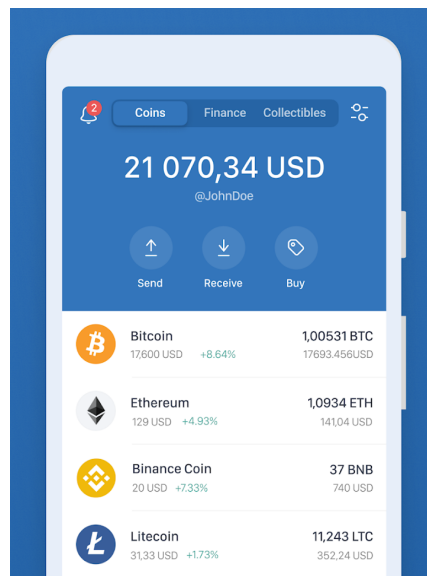 2
Coins Finance Collectibles
21 070,34 USD
@JohnDoe
Send Receive Buy
Bitcoin 1,00531 BTC
17,600 USD +8.64% 17693.456USD
Ethereum 1,0934 ETH
129 USD +4.93% 141,04 USD
Binance Coin 37 BNB
20 USD +7.33% 740 USD
Litecoin 11,243 LTC
31,33 USD +1.73% 352,24 USD